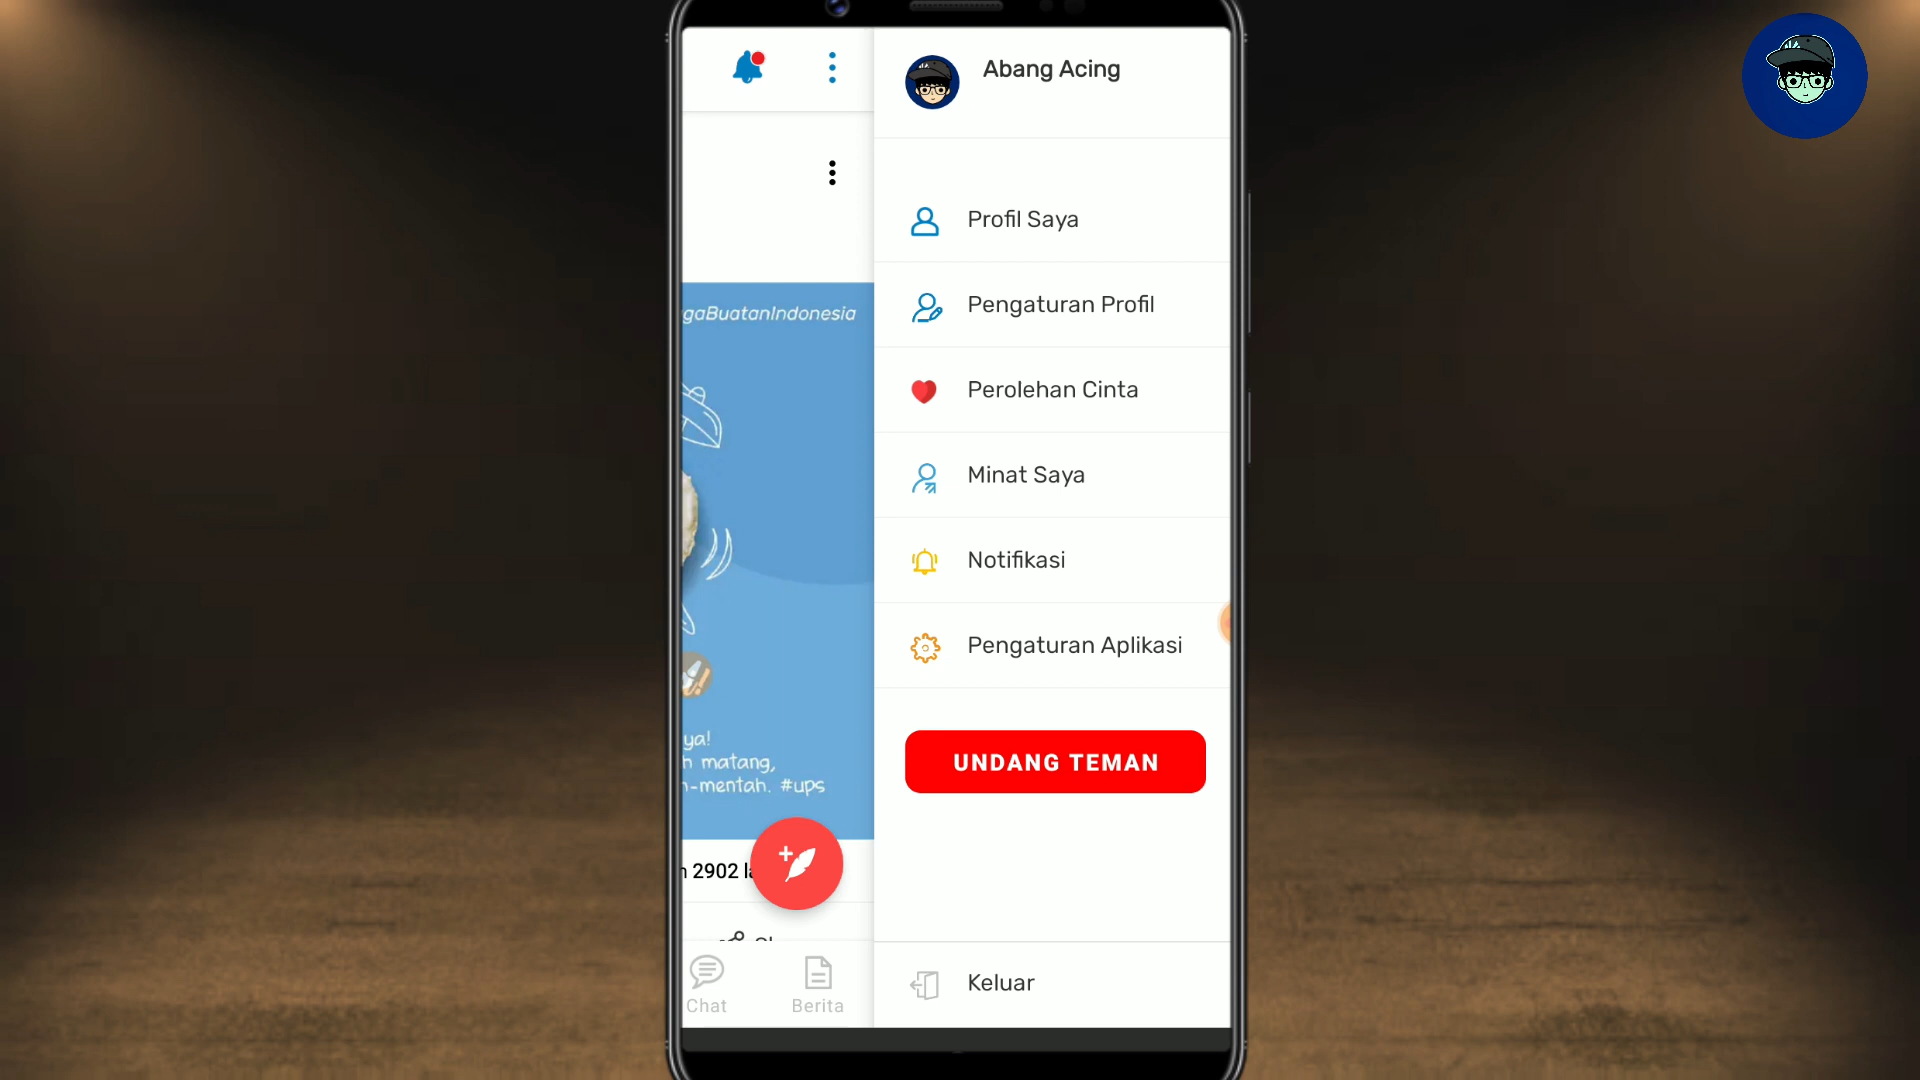 Abang Acing
Profil Saya
Pengaturan Profil
Perolehan Cinta
Minat Saya
Notifikasi
Pengaturan Aplikasi
UNDANG TEMAN
Keluar
gaBuatanIndonesia
ya!
matang,
-mentah. #ups
2902
Chat
Berita